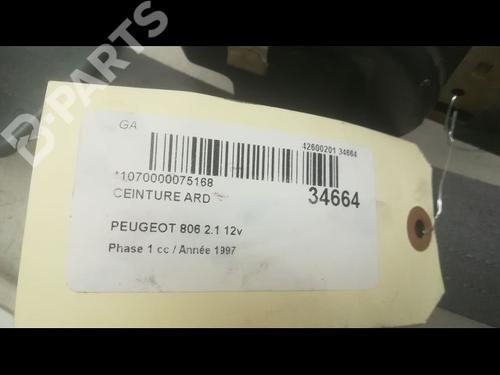 B-PARTS
GA
42600201 34664
*1070000075168
CEINTURE ARD
34664
PEUGEOT 806 2.1 12v
Phase 1 cc / Année 1997